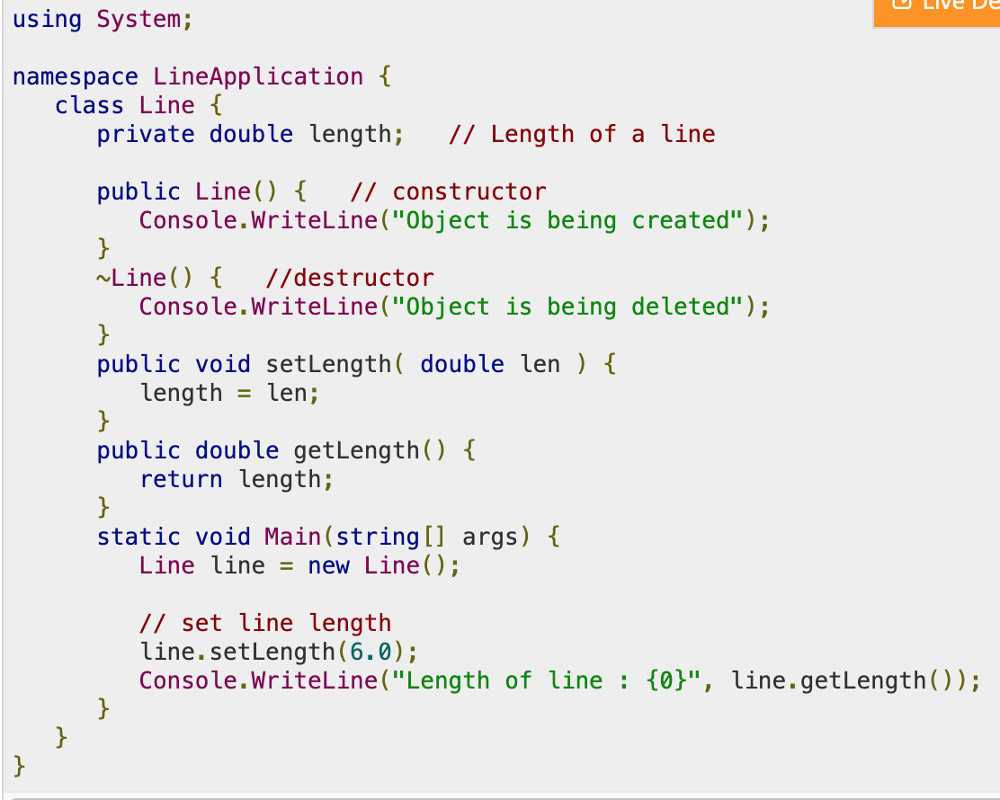 Live De
using System;
namespace LineApplication {
   class Line {
      private double length;   // Length of a line
      public Line() {   // constructor
         Console.WriteLine("Object is being created");
      }
      ~Line() {   //destructor
         Console.WriteLine("Object is being deleted");
      }
      public void setLength( double len ) {
         length = len;
      }
      public double getLength() {
         return length;
      }
      static void Main(string[] args) {
         Line line = new Line();
         // set line length
         line.setLength(6.0);
         Console.WriteLine("Length of line : {0}", line.getLength());
      }
   }
}